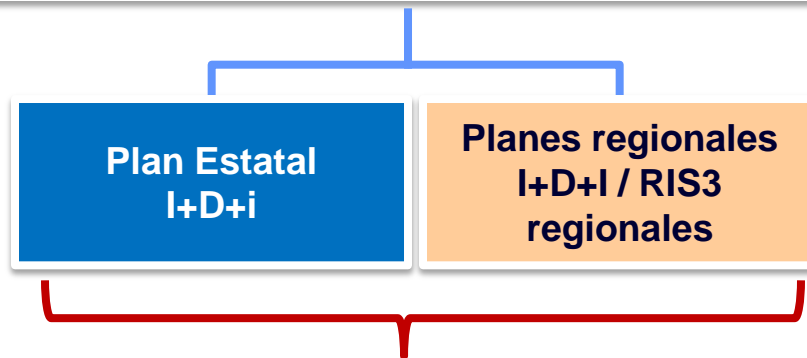 Plan Estatal
I+D+i
Planes regionales
I+D+I / RIS3
regionales